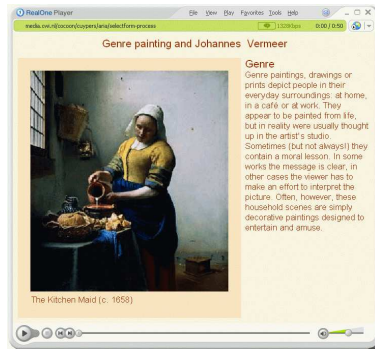 RealOne Player
File View Play Favorites Tools Help
media.cwi.nl/cocoon/cuypers/aria/selectform-process
0:00 / 0:50
Genre painting and Johannes Vermeer
Genre
Genre paintings, drawings or
prints depict people in their
everyday surroundings: at home,
in a café or at work. They
appear to be painted from life,
but in reality were usually thought
up in the artist's studio.
Sometimes (but not always!) they
contain a moral lesson. In some
works the message is clear, in
other cases the viewer has to
make an effort to interpret the
picture. Often, however, these
household scenes are simply
decorative paintings designed to
entertain and amuse.
The Kitchen Maid (c. 1658)